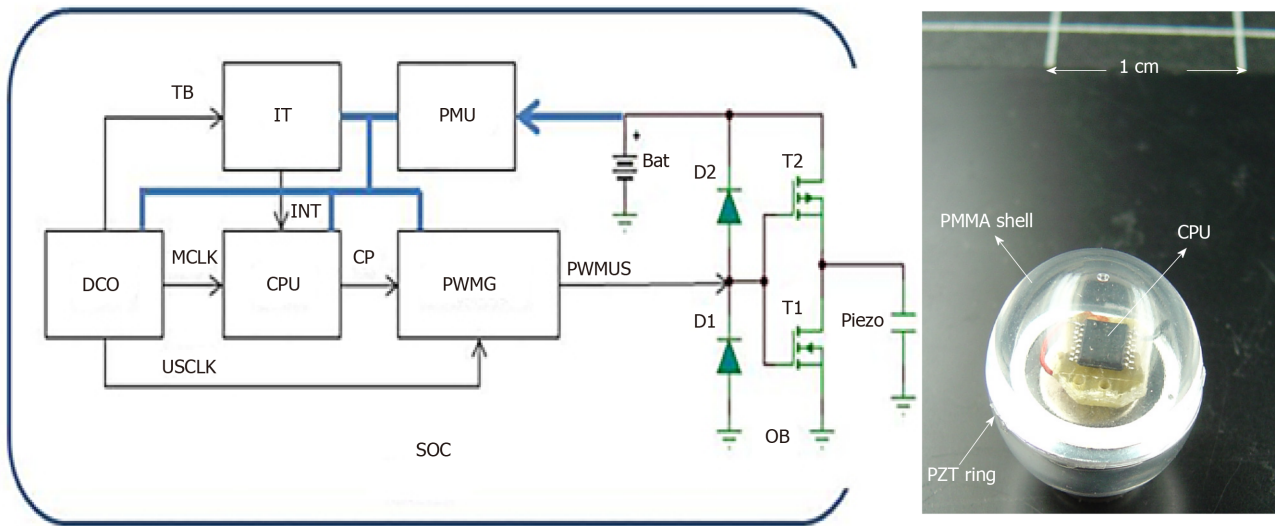 TB
IT
PMU
+
Bat
D2
T2
INT
DCO
MCLK
CPU
CP
PWMG
PWMUS
D1
T1
Piezo
USCLK
SOC
OB
1 cm
PMMA shell
CPU
PZT ring